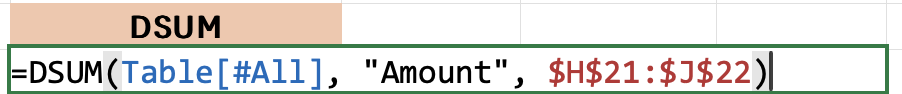 DSUM
=DSUM(Table[#All], "Amount", $H$21:$J$22)